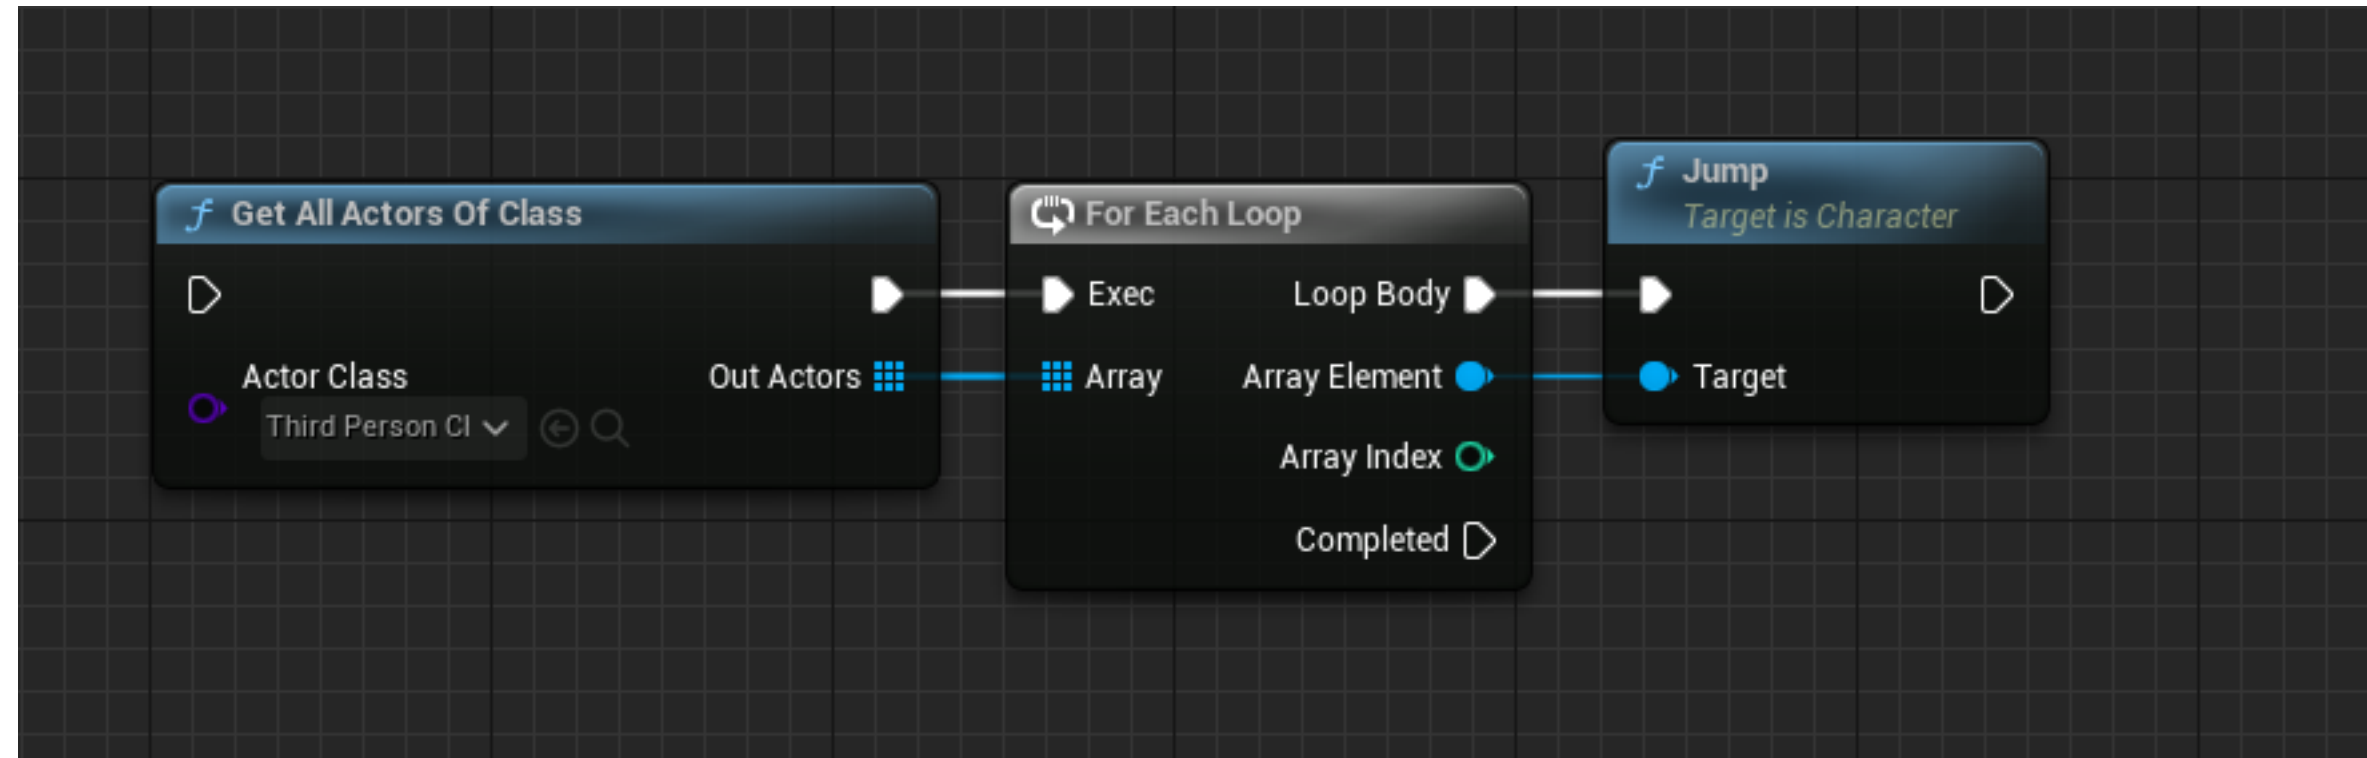 Get All Actors Of Class
Actor Class
Third Person Cl
Out Actors
For Each Loop
Exec
Loop Body
Array
Array Element
Array Index
Completed
Jump
Target is Character
Target